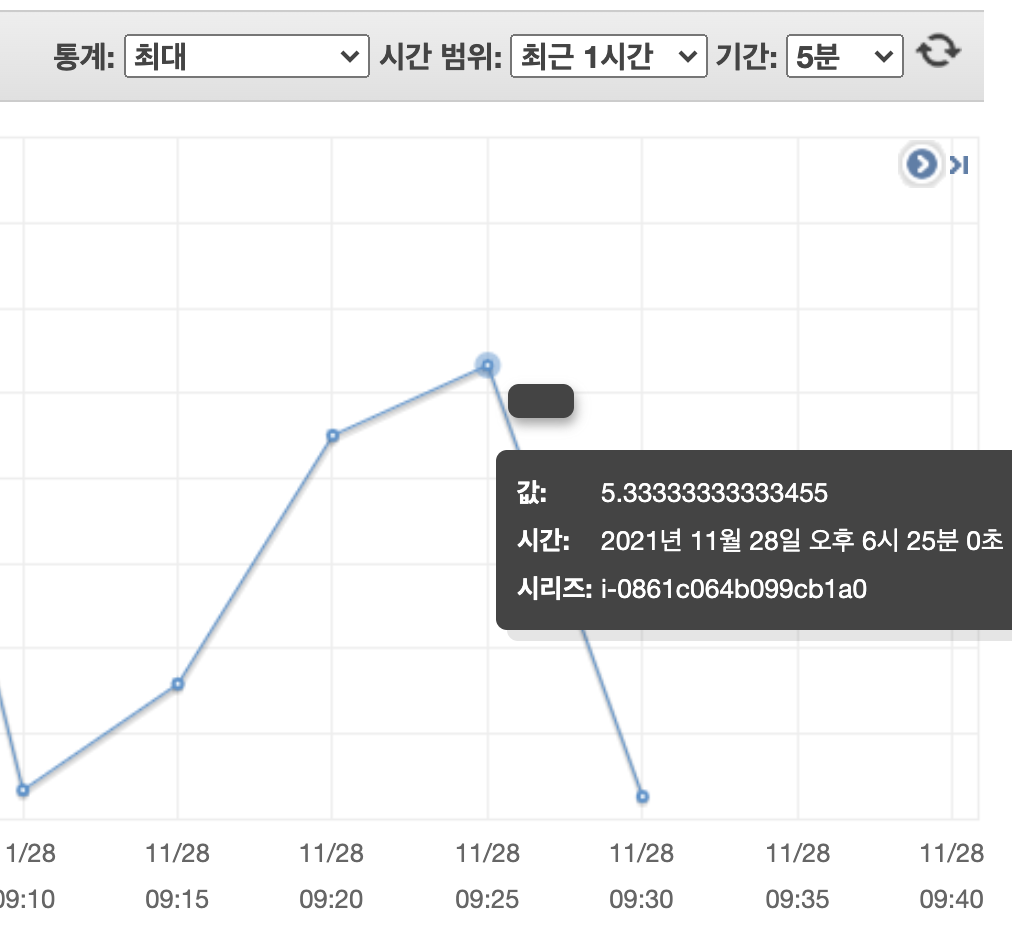 통계: 최대 시간 범위: 최근 1시간 기간: 5분
값: 5.33333333333455
시간: 2021년 11월 28일 오후 6시 25분 0초
시리즈: i-0861c064b099cb1a0
1/28 11/28 11/28 11/28 11/28 11/28 11/28
09:10 09:15 09:20 09:25 09:30 09:35 09:40